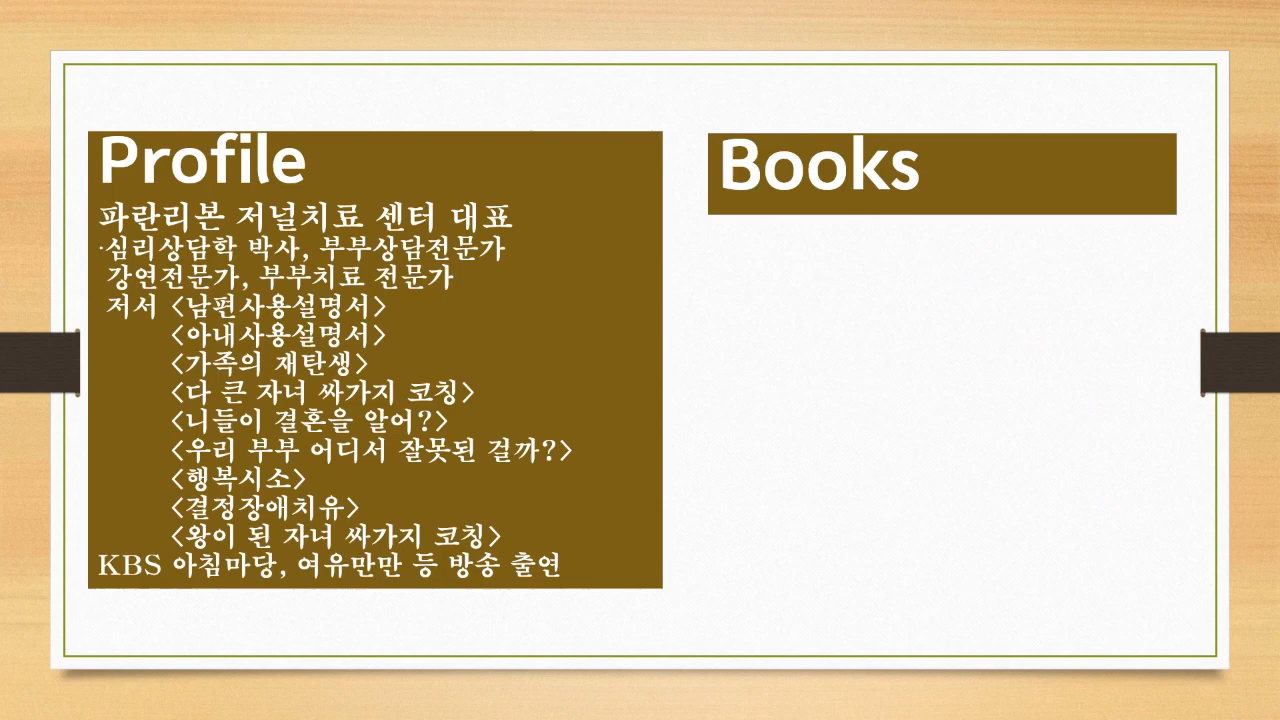 Profile
파란리본 저널치료 센터 대표
·심리상담학 박사, 부부상담전문가
강연전문가, 부부치료 전문가
저서 <남편사용설명서>
<아내사용설명서>
<가족의 재탄생>
<다 큰 자녀 싸가지 코칭>
<니들이 결혼을 알어?>
<우리 부부 어디서 잘못된 걸까?>
<행복시소>
<결정장애치유>
<왕이 된 자녀 싸가지 코칭>
KBS 아침마당, 여유만만 등 방송 출연
Books